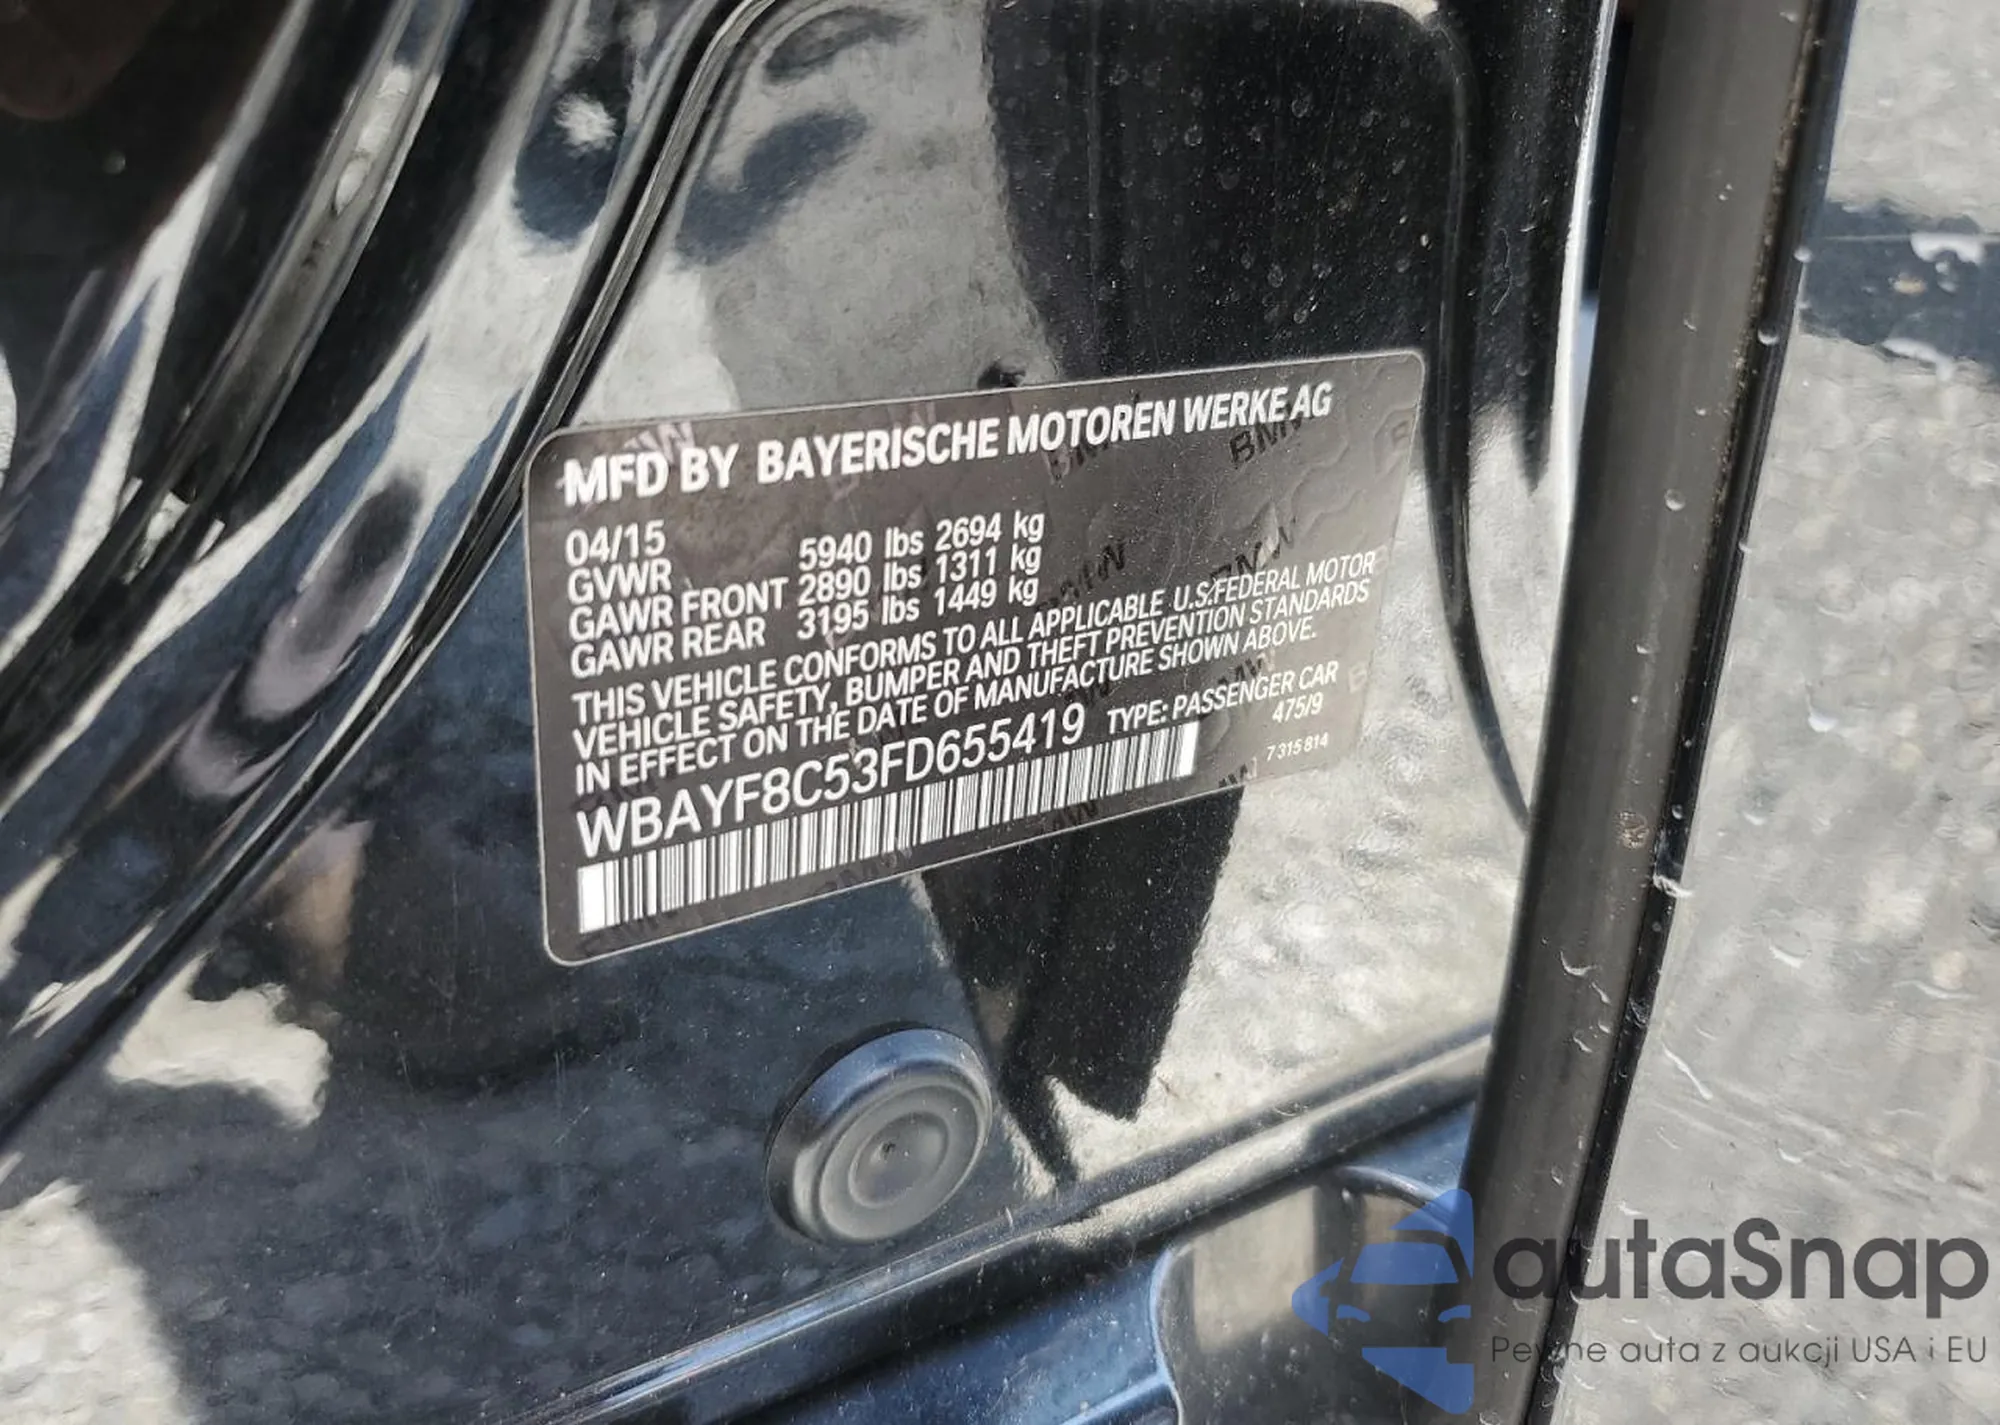 MFD BY BAYERISCHE MOTOREN WERKE AG
04/15
GVWR 5940 lbs 2694 kg
GAWR FRONT 2890 lbs 1311 kg
GAWR REAR 3195 lbs 1449 kg
THIS VEHICLE CONFORMS TO ALL APPLICABLE U.S.FEDERAL MOTOR
VEHICLE SAFETY, BUMPER AND THEFT PREVENTION STANDARDS
IN EFFECT ON THE DATE OF MANUFACTURE SHOWN ABOVE.
WBAYF8C53FD655419 TYPE: PASSENGER CAR
475/9
7 315 814
autaSnap
Pewne auta z aukcji USA i EU